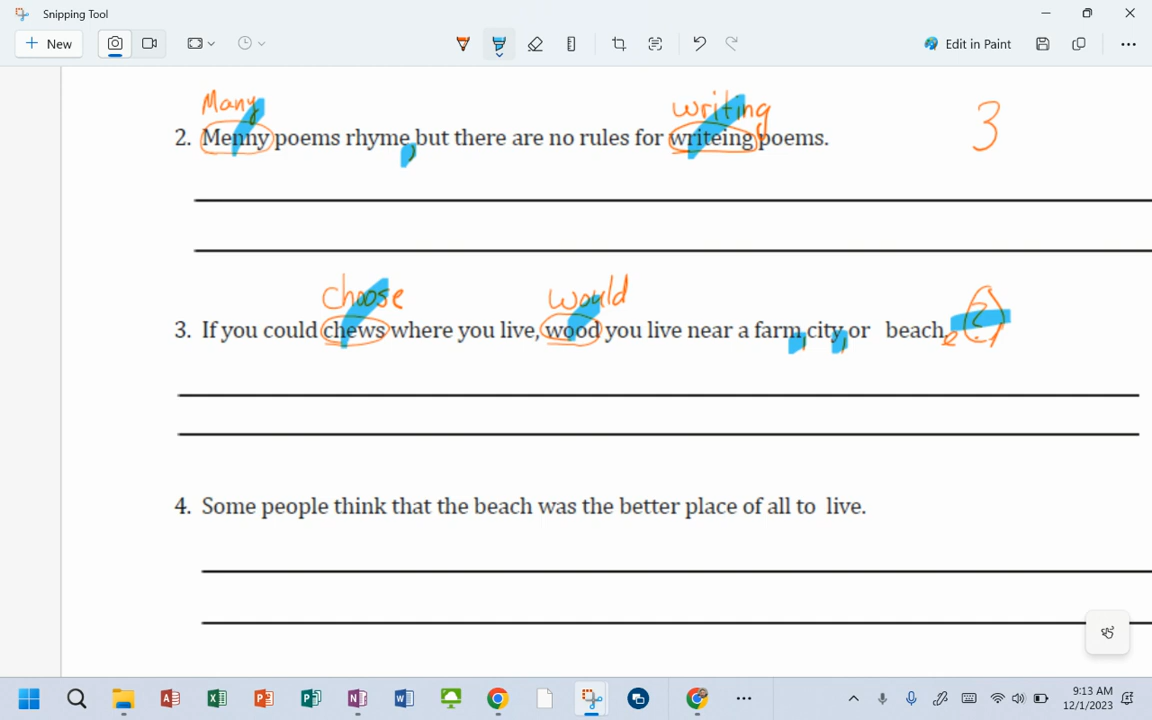 Snipping Tool
New
Edit in Paint
Many
writing
2. Menny poems rhyme, but there are no rules for writeing poems.
3
choose
would
3. If you could chews where you live, wood you live near a farm, city, or beach.
?
4. Some people think that the beach was the better place of all to live.
9:13 AM
12/1/2023